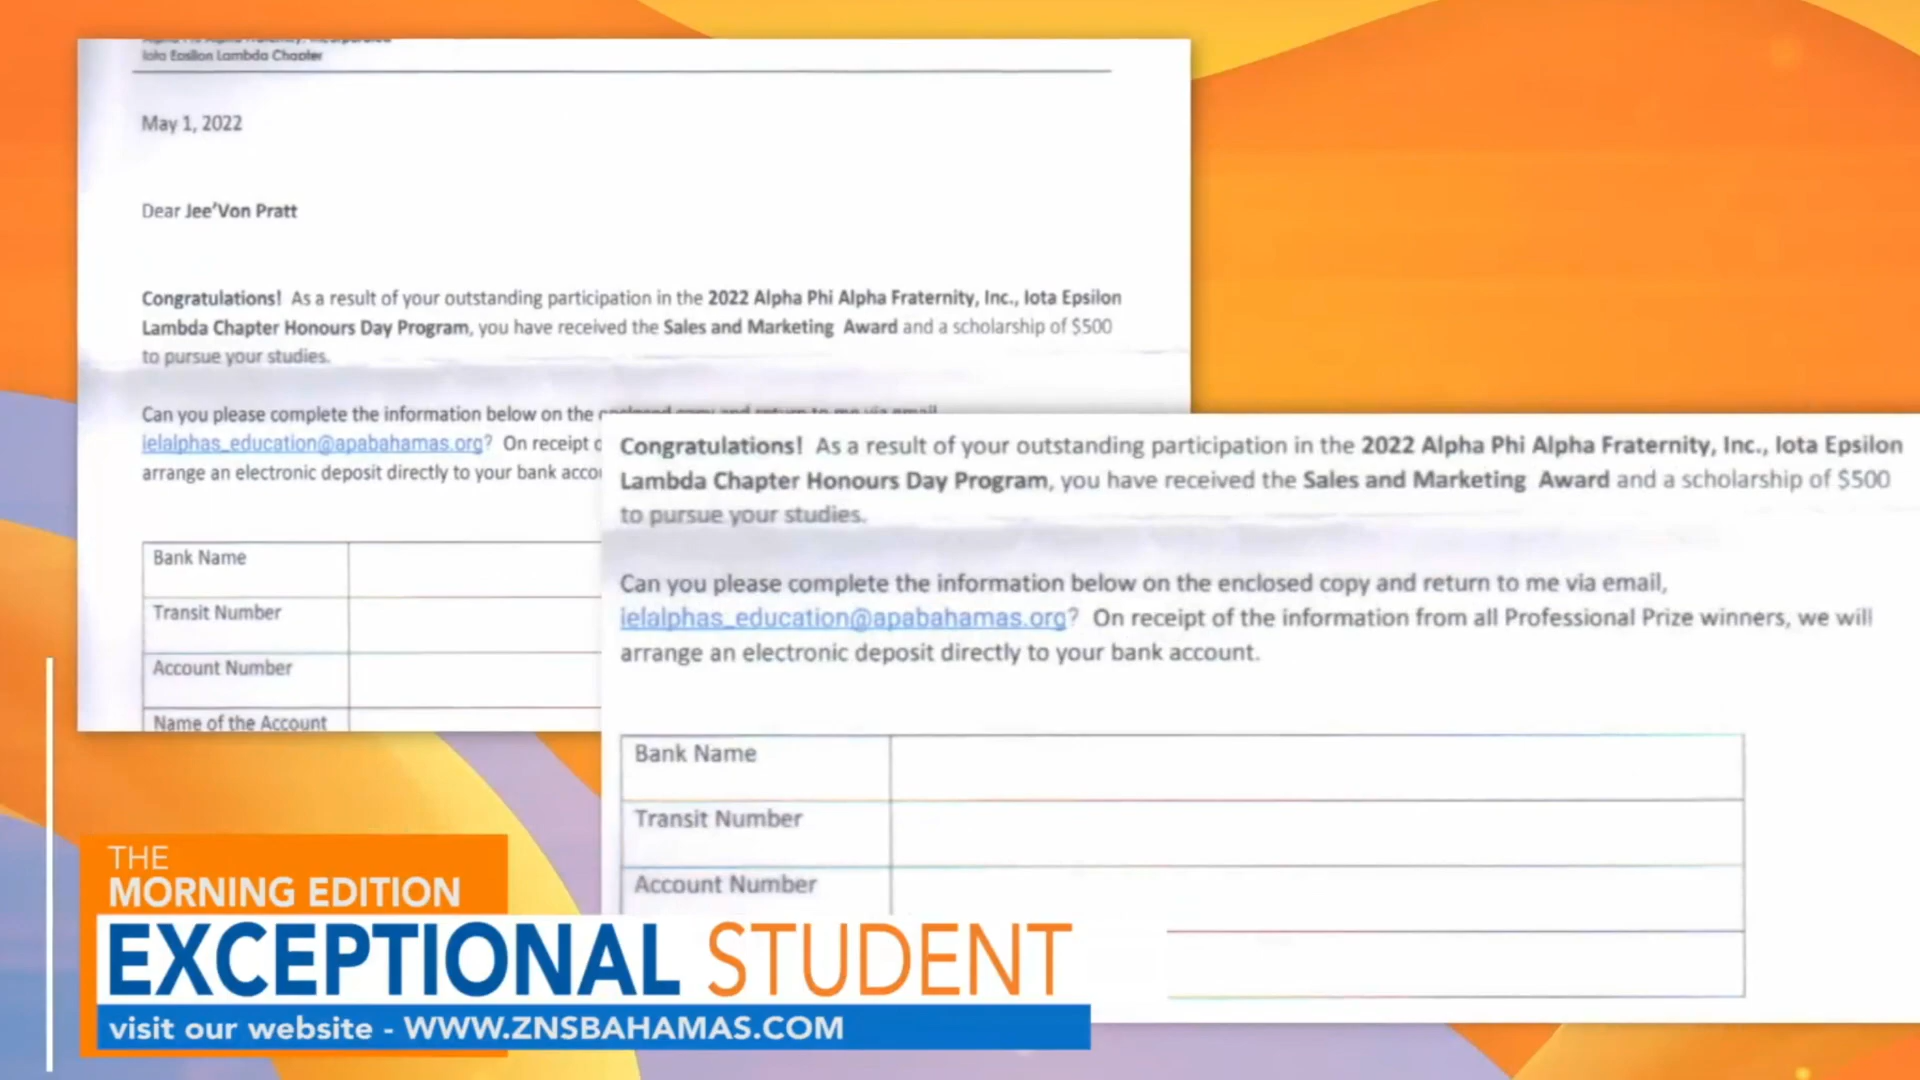 Iota Epsilon Lambda Chapter
May 1, 2022
Dear Jee'Von Pratt
Congratulations! As a result of your outstanding participation in the 2022 Alpha Phi Alpha Fraternity, Inc., Iota Epsilon
Lambda Chapter Honours Day Program, you have received the Sales and Marketing Award and a scholarship of $500
to pursue your studies.
Can you please complete the information below on the enclosed copy and return to me via email
ielalphas_education@apabahamas.org? On receipt
arrange an electronic deposit directly to your bank
Bank Name
Transit Number
Account Number
Name of the Account
Congratulations! As a result of your outstanding participation in the 2022 Alpha Phi Alpha Fraternity, Inc., Iota Epsilon
Lambda Chapter Honours Day Program, you have received the Sales and Marketing Award and a scholarship of $500
to pursue your studies.
Can you please complete the information below on the enclosed copy and return to me via email,
ielalphas_education@apabahamas.org? On receipt of the information from all Professional Prize winners, we will
arrange an electronic deposit directly to your bank account.
Bank Name
Transit Number
Account Number
THE
MORNING EDITION
EXCEPTIONAL STUDENT
visit our website - WWW.ZNSBAHAMAS.COM